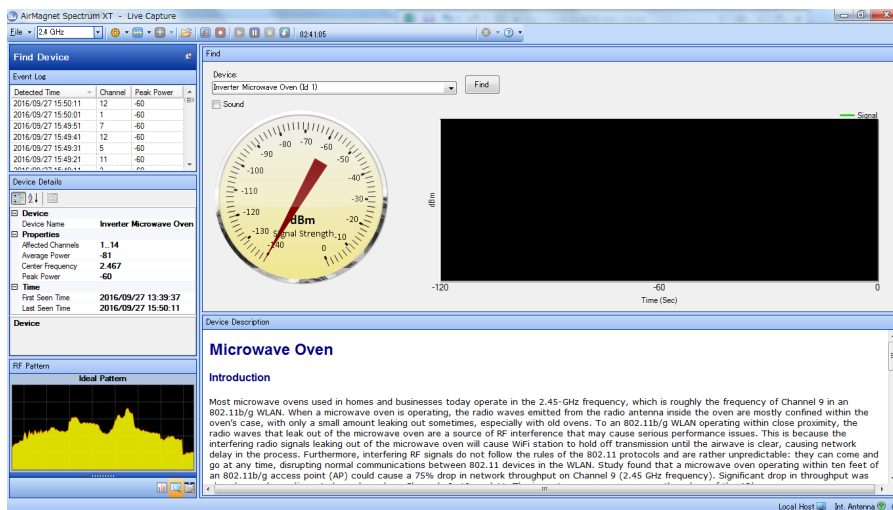 AirMagnet Spectrum XT - Live Capture
File 2.4 GHz 02:41:05
Find Device
Event Log
Detected Time Channel Peak Power
2016/09/27 15:50:11 12 -60
2016/09/27 15:50:01 1 -60
2016/09/27 15:49:51 7 -60
2016/09/27 15:49:41 12 -60
2016/09/27 15:49:31 5 -60
2016/09/27 15:49:21 11 -60
Device Details
Device
Device Name Inverter Microwave Oven
Properties
Affected Channels 1..14
Average Power -81
Center Frequency 2.467
Peak Power -60
Time
First Seen Time 2016/09/27 13:39:37
Last Seen Time 2016/09/27 15:50:11
Device
RF Pattern
Ideal Pattern
Find
Device:
Inverter Microwave Oven (Id 1) Find
Sound
-140 -130 -120 -110 -100 -90 -80 -70 -60 -50 -40 -30 -20 -10 0
dBm
Signal Strength
Signal
dBm
-120 -60 0
Time (Sec)
Device Description
Microwave Oven
Introduction
Most microwave ovens used in homes and businesses today operate in the 2.45-GHz frequency, which is roughly the frequency of Channel 9 in an
802.11b/g WLAN. When a microwave oven is operating, the radio waves emitted from the radio antenna inside the oven are mostly confined within the
oven's case, with only a small amount leaking out sometimes, especially with old ovens. To an 802.11b/g WLAN operating within close proximity, the
radio waves that leak out of the microwave oven are a source of RF interference that may cause serious performance issues. This is because the
interfering radio signals leaking out of the microwave oven will cause WiFi station to hold off transmission until the airwave is clear, causing network
delay in the process. Furthermore, interfering RF signals do not follow the rules of the 802.11 protocols and are rather unpredictable: they can come and
go at any time, disrupting normal communications between 802.11 devices in the WLAN. Study found that a microwave oven operating within ten feet of
an 802.11b/g access point (AP) could cause a 75% drop in network throughput on Channel 9 (2.45 GHz frequency). Significant drop in throughput was
Local Host Int. Antenna